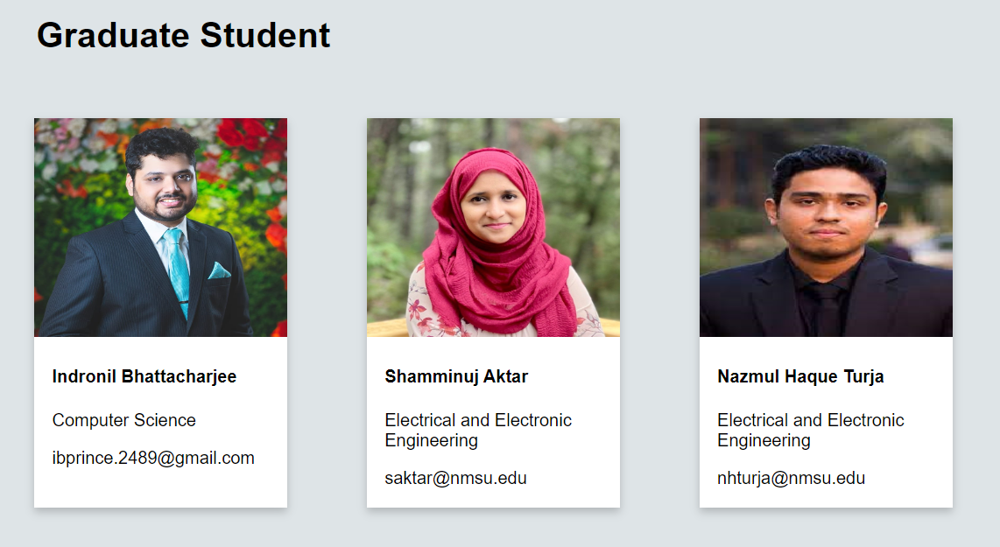 Graduate Student
Indronil Bhattacharjee
Computer Science
ibprince.2489@gmail.com
Shamminuj Aktar
Electrical and Electronic
Engineering
saktar@nmsu.edu
Nazmul Haque Turja
Electrical and Electronic
Engineering
nhturja@nmsu.edu